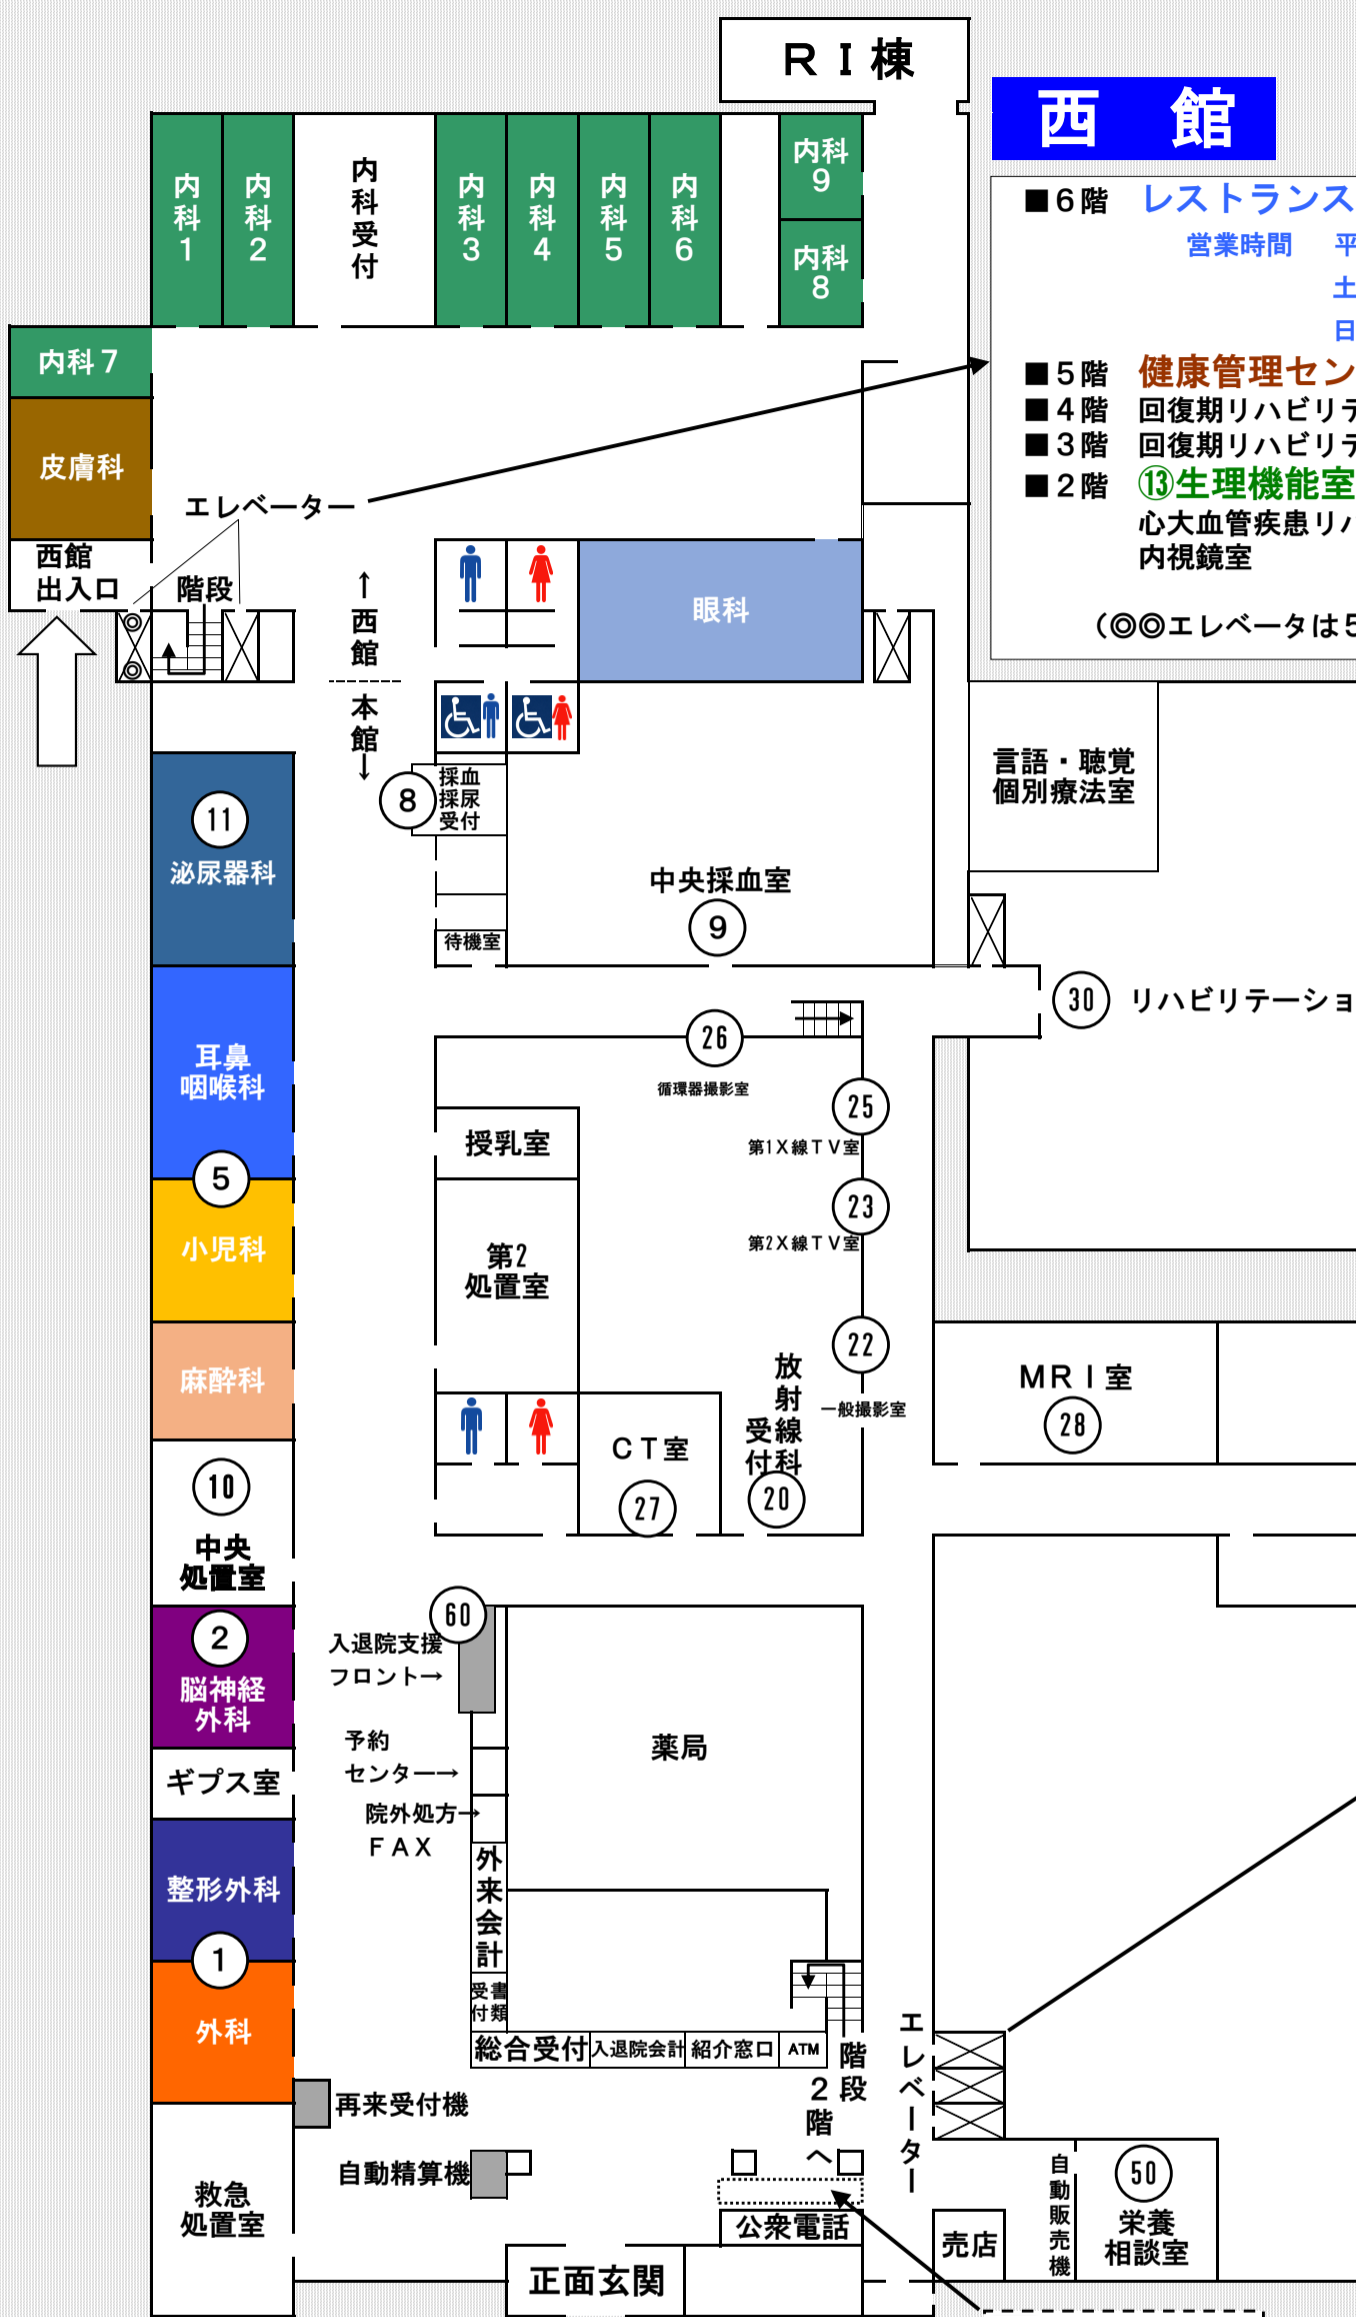 ＲＩ棟
西　館
内科1
内科2
内科受付
内科3
内科4
内科5
内科6
内科
9
内科
8
■６階　レストランス
営業時間　平
土
日
■５階　健康管理セン
■４階　回復期リハビリテ
■３階　回復期リハビリテ
■２階　⑬生理機能室
心大血管疾患リハ
内視鏡室
（◎◎エレベータは５
内科７
皮膚科
エレベーター
西館
出入口
階段
◎
◎
↑
西館
本館
↓
眼科
11
泌尿器科
8
採血
採尿
受付
待機室
中央採血室
9
言語・聴覚
個別療法室
30　リハビリテーショ
耳鼻
咽喉科
5
小児科
麻酔科
26
循環器撮影室
25
第1Ｘ線ＴＶ室
23
第2Ｘ線ＴＶ室
22
一般撮影室
授乳室
第2
処置室
ＣＴ室
27
放射線科
受付
20
ＭＲＩ室
28
10
中央
処置室
2
脳神経
外科
ギプス室
整形外科
1
外科
救急
処置室
60
入退院支援
フロント→
予約
センター→
院外処方→
ＦＡＸ
薬局
外来会計
書類
受付
総合受付
入退院会計
紹介窓口
ATM
階段
２階へ
エレベーター
再来受付機
自動精算機
公衆電話
正面玄関
売店
自動販売機
50
栄養
相談室